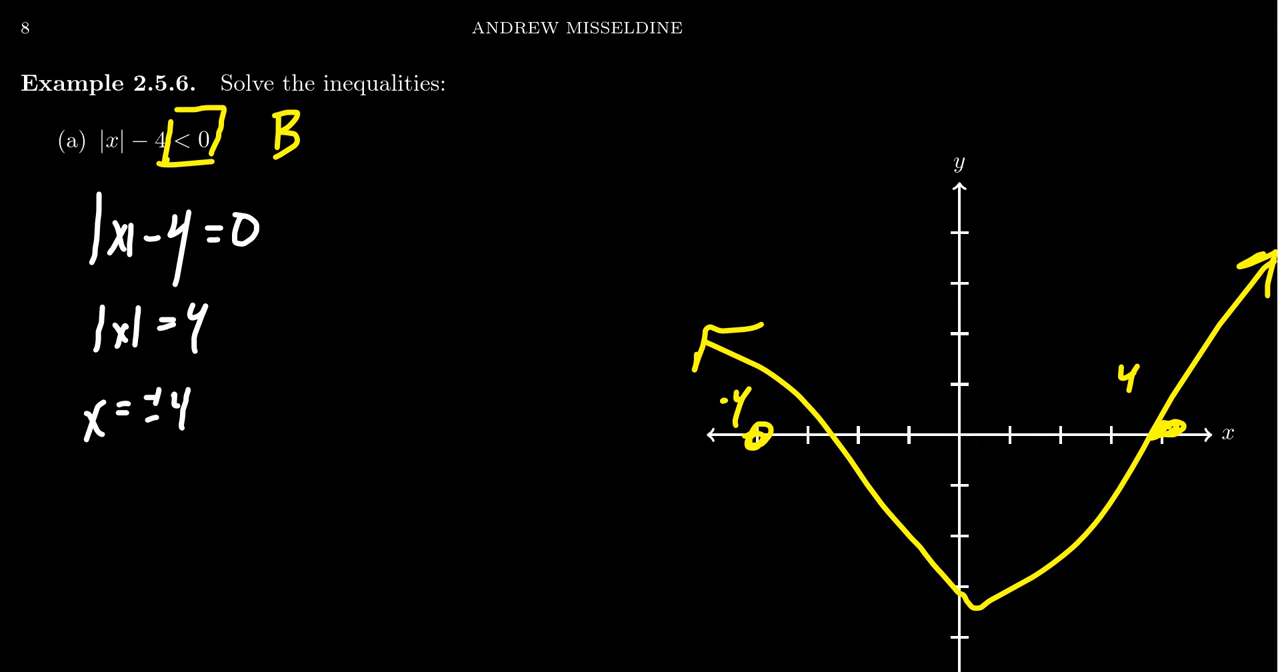 8 ANDREW MISSELDINE
Example 2.5.6. Solve the inequalities:
(a) |x| − 4 < 0 B
|x| - 4 = 0
|x| = 4
x = ± 4
y
4
-4
x